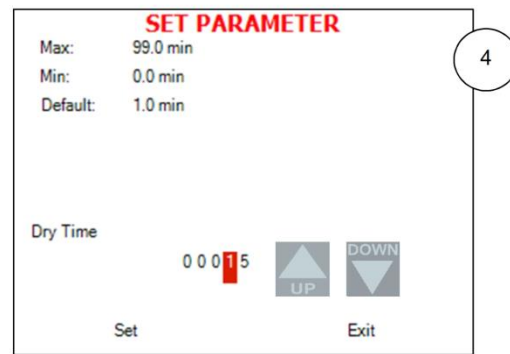 SET PARAMETER
Max: 99.0 min
Min: 0.0 min
Default: 1.0 min
4
Dry Time
0 0 0 1 5
UP
DOWN
Set Exit